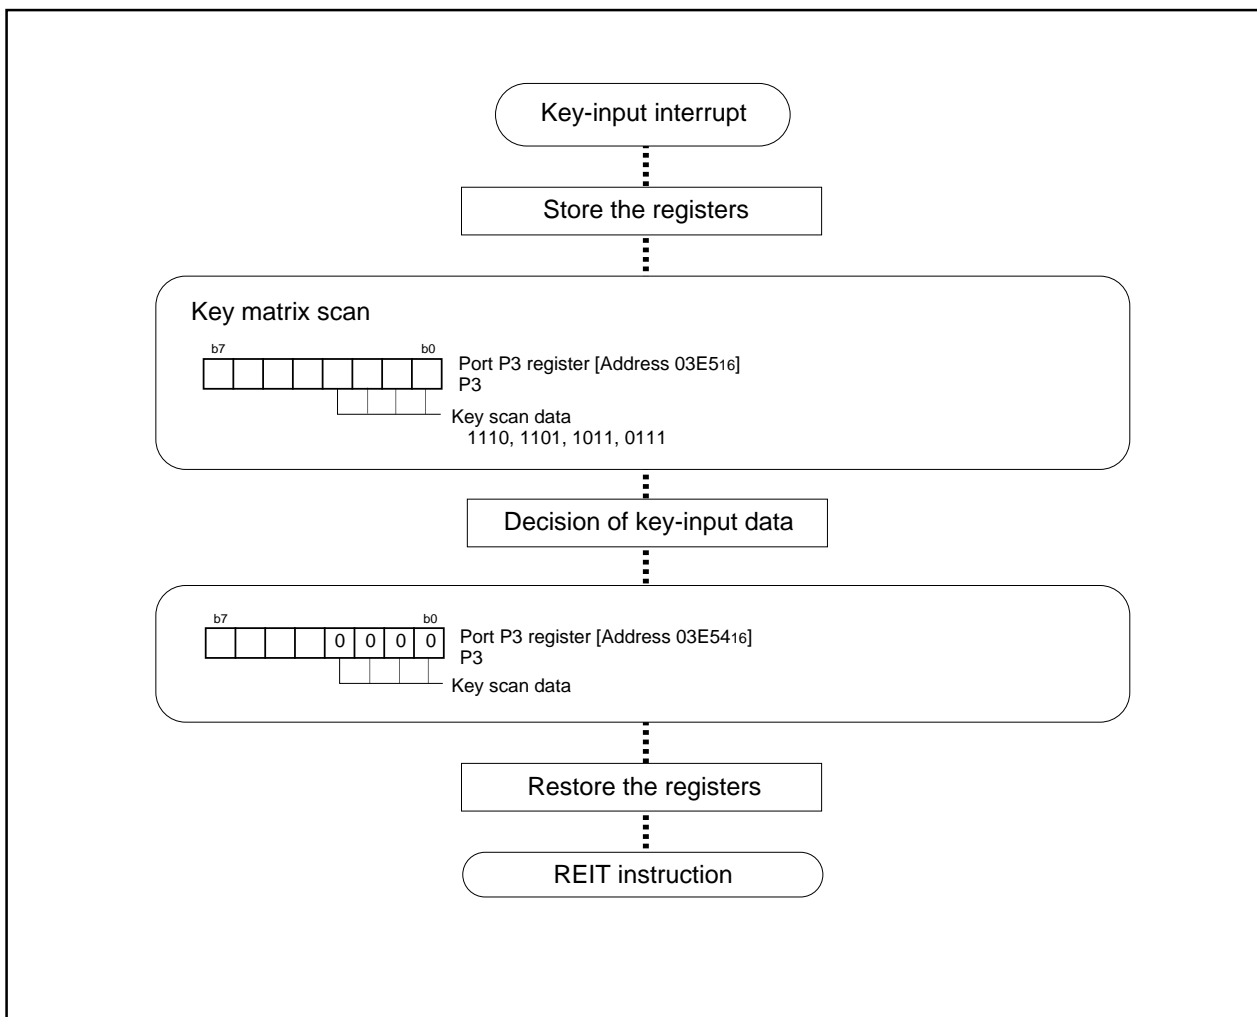 Key-input interrupt
Store the registers
Key matrix scan
b7 b0
Port P3 register [Address 03E516]
P3
Key scan data
1110, 1101, 1011, 0111
Decision of key-input data
b7 b0
0 0 0 0
Port P3 register [Address 03E5416]
P3
Key scan data
Restore the registers
REIT instruction